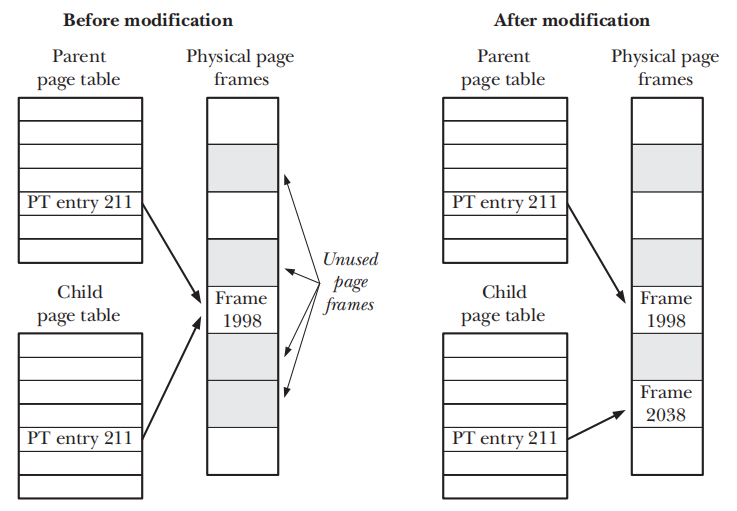 Before modification
Parent
page table
Physical page
frames
PT entry 211
Child
page table
PT entry 211
Frame
1998
Unused
page
frames
After modification
Parent
page table
Physical page
frames
PT entry 211
Child
page table
PT entry 211
Frame
1998
Frame
2038